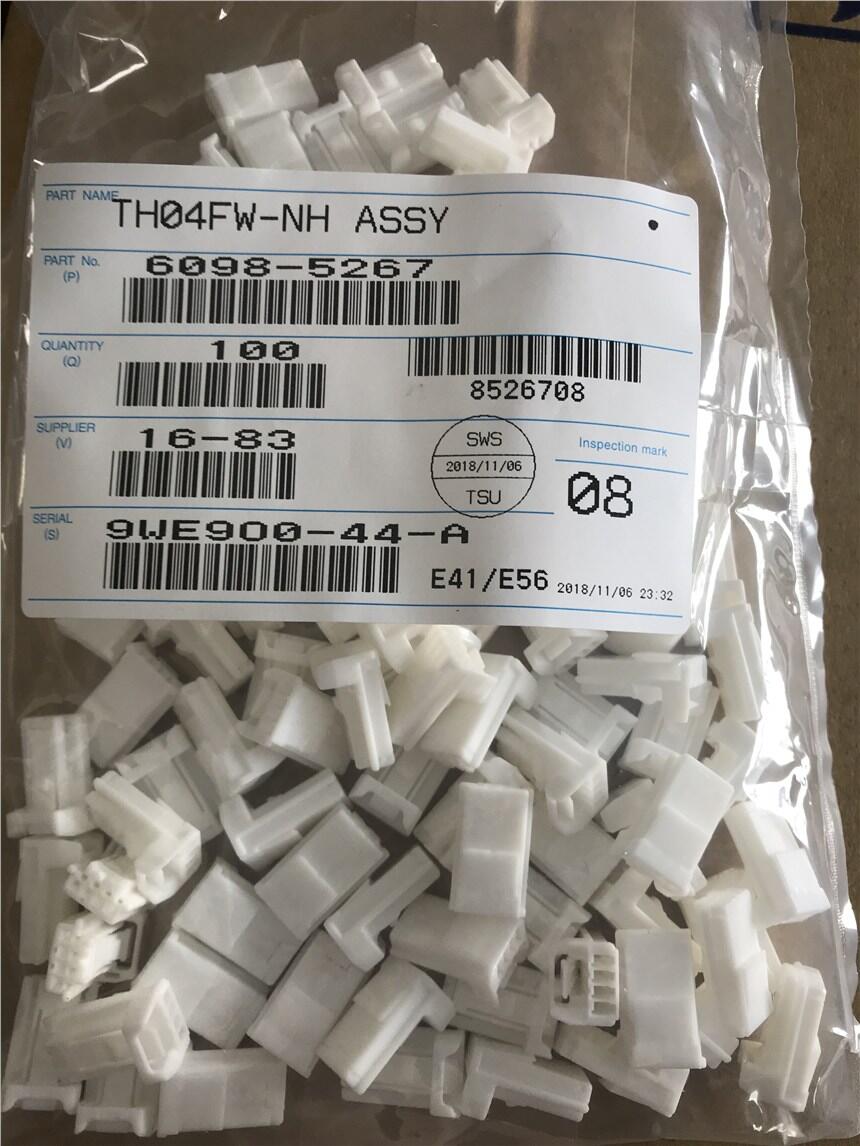 PART NAME
TH04FW-NH ASSY
PART No.
(P)
6098-5267
QUANTITY
(Q)
100
8526708
SUPPLIER
(V)
16-83
SWS
2018/11/06
TSU
Inspection mark
08
SERIAL
(S)
9WE900-44-A
E41/E56
2018/11/06 23:32